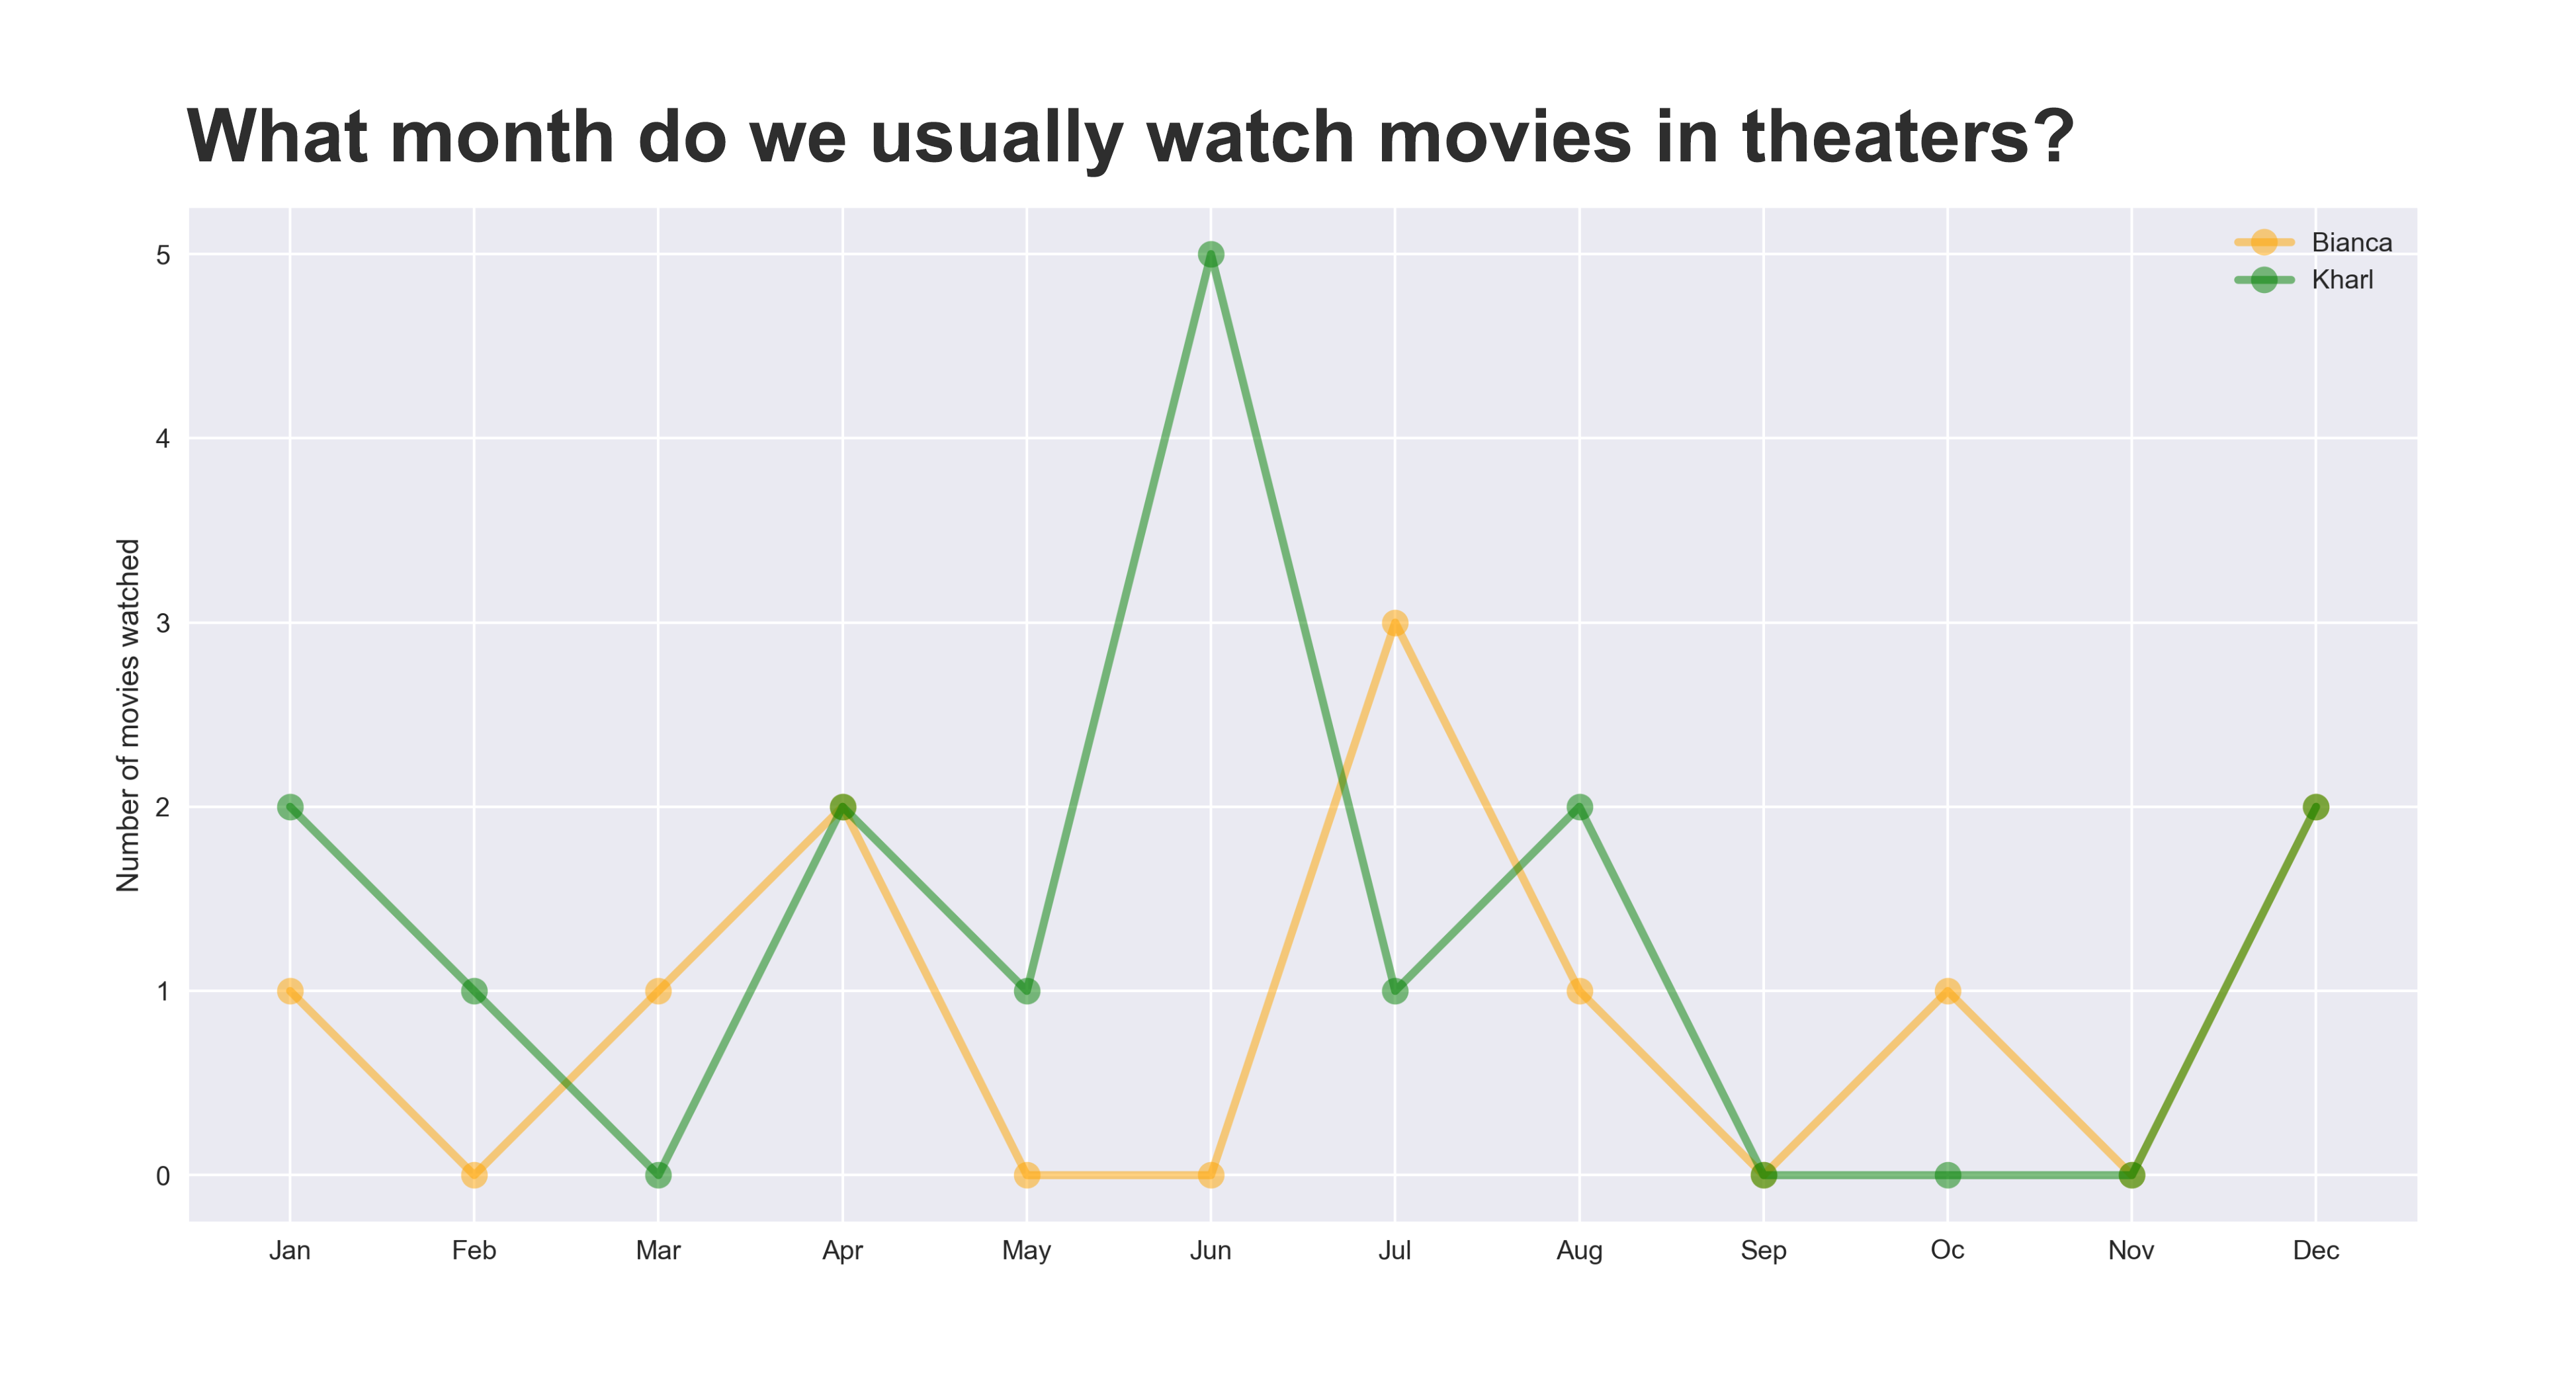 What month do we usually watch movies in theaters?
Bianca
Kharl
Number of movies watched
5
4
3
2
1
0
Jan Feb Mar Apr May Jun Jul Aug Sep Oc Nov Dec